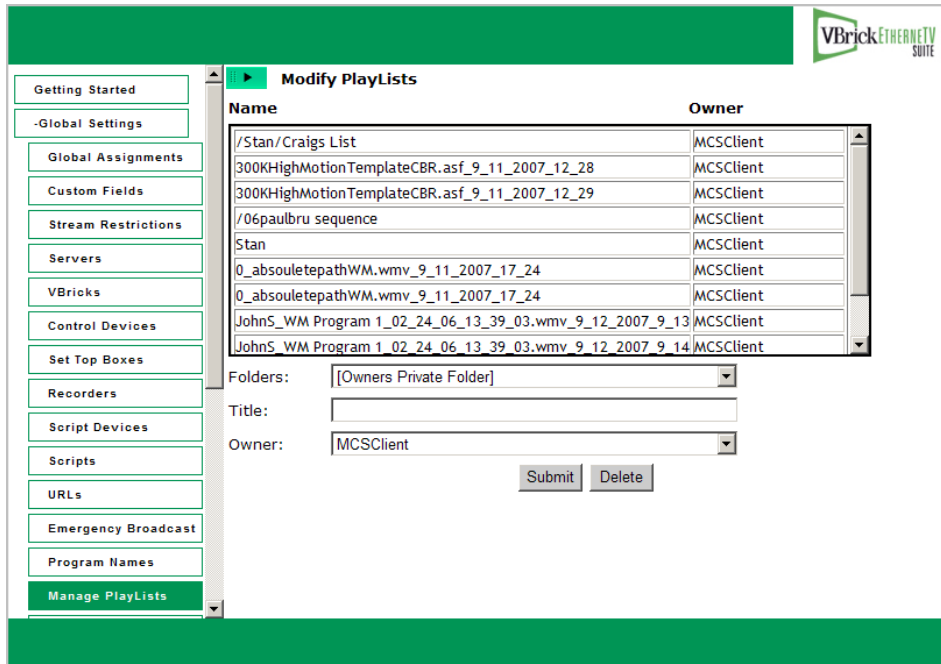 VBrick ETHERNETV
SUITE
Getting Started
-Global Settings
Global Assignments
Custom Fields
Stream Restrictions
Servers
VBricks
Control Devices
Set Top Boxes
Recorders
Script Devices
Scripts
URLs
Emergency Broadcast
Program Names
Manage PlayLists
Modify PlayLists
Name Owner
/Stan/Craigs List MCSClient
300KHighMotionTemplateCBR.asf_9_11_2007_12_28 MCSClient
300KHighMotionTemplateCBR.asf_9_11_2007_12_29 MCSClient
/06paulbru sequence MCSClient
Stan MCSClient
0_absouletepathWM.wmv_9_11_2007_17_24 MCSClient
0_absouletepathWM.wmv_9_11_2007_17_24 MCSClient
JohnS_WM Program 1_02_24_06_13_39_03.wmv_9_12_2007_9_13 MCSClient
JohnS_WM Program 1_02_24_06_13_39_03.wmv_9_12_2007_9_14 MCSClient
Folders: [Owners Private Folder]
Title:
Owner: MCSClient
Submit Delete